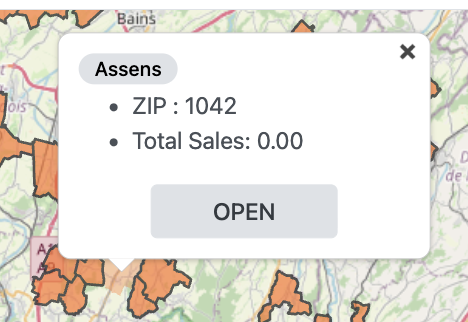 Bains
Assens
ZIP : 1042
Total Sales: 0.00
OPEN